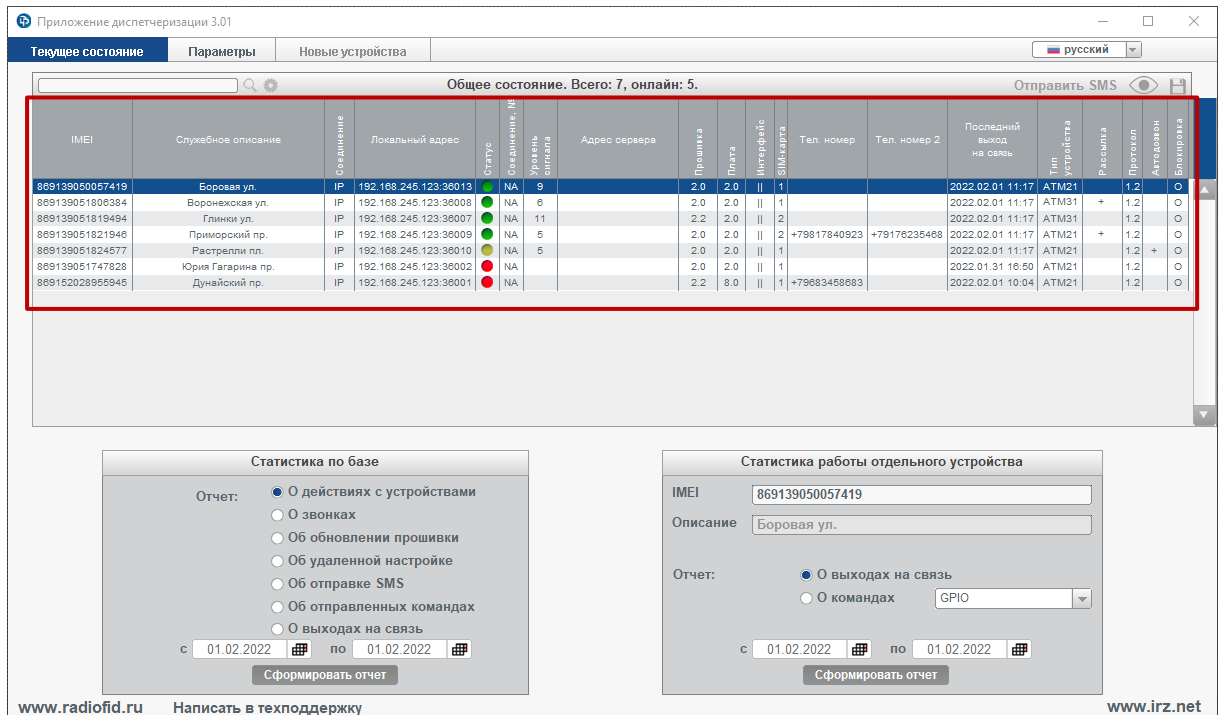 Приложение диспетчеризации 3.01
Текущее состояние Параметры Новые устройства русский
Общее состояние. Всего: 7, онлайн: 5. Отправить SMS
IMEI Служебное описание Соединение Локальный адрес Статус Соединение, № Уровень сигнала Адрес сервера Прошивка Плата Интерфейс SIM-карта Тел. номер Тел. номер 2 Последний выход на связь Тип устройства Рассылка Протокол Автодозвон Блокировка
869139050057419 Боровая ул. IP 192.168.245.123:36013 NA 9 2.0 2.0 || 1 2022.02.01 11:17 ATM21 1.2 O
869139051806384 Воронежская ул. IP 192.168.245.123:36008 NA 6 2.0 2.0 || 1 2022.02.01 11:17 ATM31 + 1.2 O
869139051819494 Глинки ул. IP 192.168.245.123:36007 NA 11 2.2 2.0 || 2 2022.02.01 11:17 ATM31 1.2 O
869139051821946 Приморский пр. IP 192.168.245.123:36009 NA 5 2.0 2.0 || 2 +79817840923 +79176235468 2022.02.01 11:17 ATM21 + 1.2 O
869139051824577 Растрелли пл. IP 192.168.245.123:36010 NA 5 2.0 2.0 || 1 2022.02.01 11:17 ATM21 1.2 + O
869139051747828 Юрия Гагарина пр. IP 192.168.245.123:36002 NA 2.0 2.0 || 1 2022.01.31 16:50 ATM21 1.2 O
869152028955945 Дунайский пр. IP 192.168.245.123:36001 NA 2.2 8.0 || 1 +79683458683 2022.02.01 10:04 ATM21 1.2 O
Статистика по базе
Отчет: О действиях с устройствами
О звонках
Об обновлении прошивки
Об удаленной настройке
Об отправке SMS
Об отправленных командах
О выходах на связь
с 01.02.2022 по 01.02.2022
Сформировать отчет
Статистика работы отдельного устройства
IMEI 869139050057419
Описание Боровая ул.
Отчет: О выходах на связь
О командах GPIO
с 01.02.2022 по 01.02.2022
Сформировать отчет
www.radiofid.ru Написать в техподдержку www.irz.net